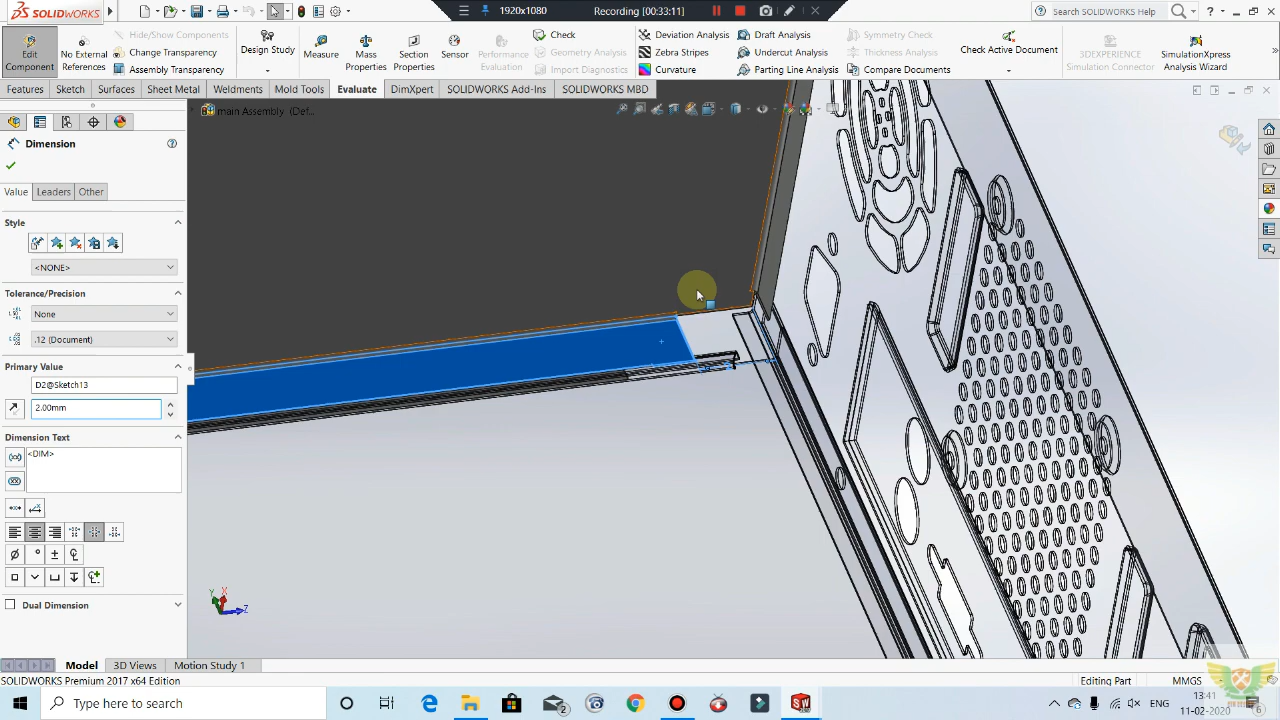 SOLIDWORKS
1920x1080
Recording [00:33:11]
Search SOLIDWORKS Help
Edit Component
No External References
Hide/Show Components
Change Transparency
Assembly Transparency
Design Study
Measure
Mass Properties
Section Properties
Sensor
Performance Evaluation
Check
Geometry Analysis
Import Diagnostics
Deviation Analysis
Zebra Stripes
Curvature
Draft Analysis
Undercut Analysis
Parting Line Analysis
Symmetry Check
Thickness Analysis
Compare Documents
Check Active Document
3DEXPERIENCE Simulation Connector
SimulationXpress Analysis Wizard
Features
Sketch
Surfaces
Sheet Metal
Weldments
Mold Tools
Evaluate
DimXpert
SOLIDWORKS Add-Ins
SOLIDWORKS MBD
main Assembly (Def...
Dimension
Value
Leaders
Other
Style
<NONE>
Tolerance/Precision
None
.12 (Document)
Primary Value
D2@Sketch13
2.00mm
Dimension Text
<DIM>
Dual Dimension
Y X Z
Model
3D Views
Motion Study 1
SOLIDWORKS Premium 2017 x64 Edition
Editing Part
MMGS
Type here to search
2
ENG
13:41
11-02-2020
6